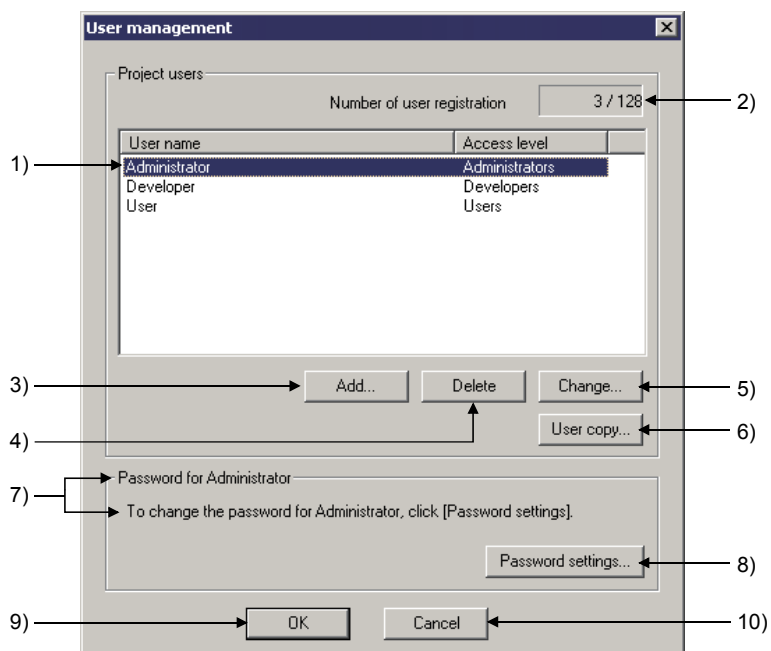 User management
Project users
Number of user registration 3 / 128 2)
User name Access level
1) Administrator Administrators
Developer Developers
User Users
3) Add... Delete Change... 5)
4) User copy... 6)
Password for Administrator
7) To change the password for Administrator, click [Password settings].
Password settings... 8)
9) OK Cancel 10)